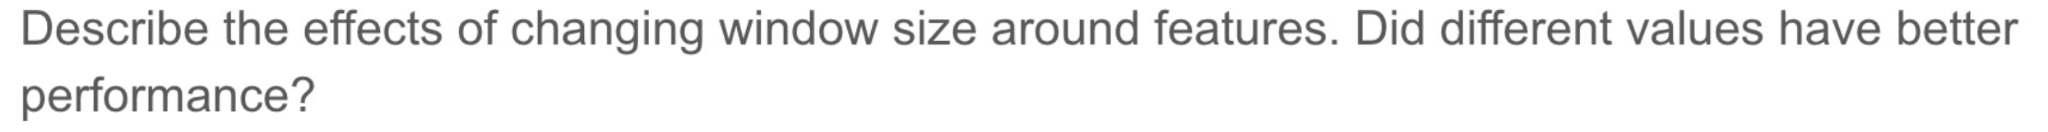 Describe the effects of changing window size around features. Did different values have better
performance?